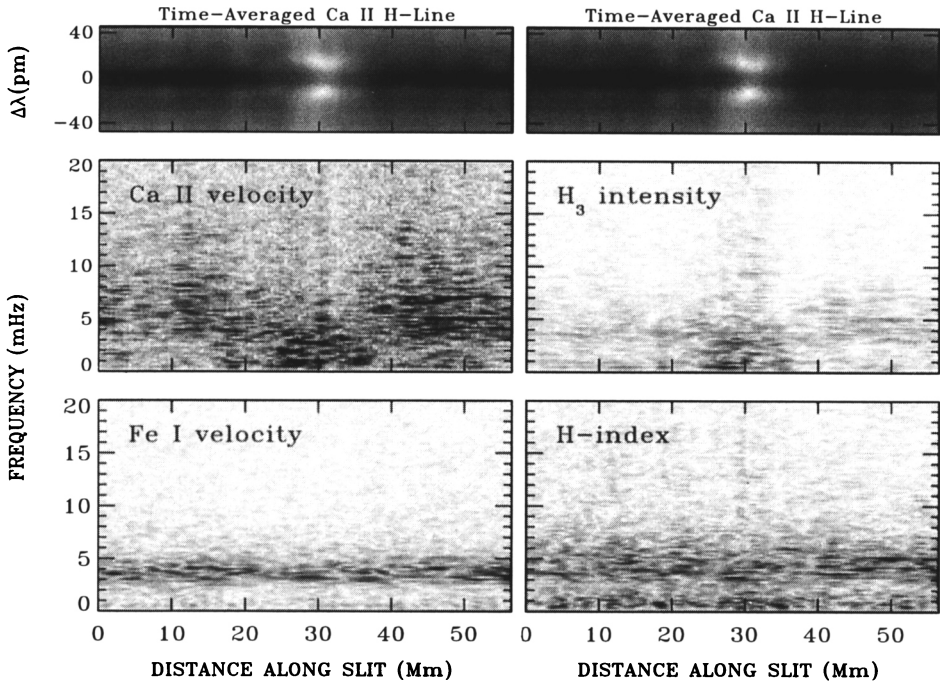 Time-Averaged Ca II H-Line Time-Averaged Ca II H-Line
Δλ(pm)
40
0
-40
FREQUENCY (mHz)
20
15
10
5
0
Ca II velocity
H3 intensity
20
15
10
5
0
Fe I velocity
H-index
0 10 20 30 40 50 0 10 20 30 40 50
DISTANCE ALONG SLIT (Mm) DISTANCE ALONG SLIT (Mm)